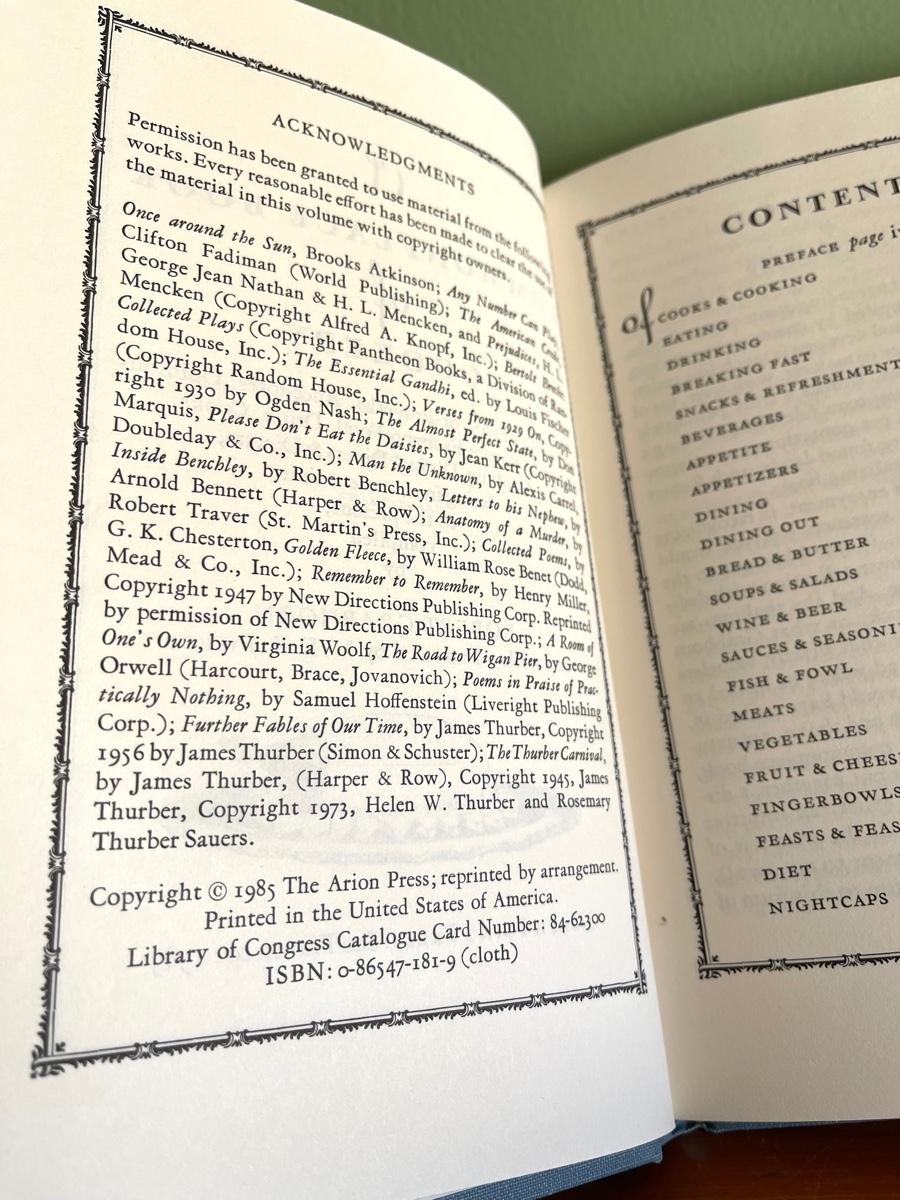 ACKNOWLEDGMENTS
Permission has been granted to use material from the following
works. Every reasonable effort has been made to clear the use of
the material in this volume with copyright owners.
Once around the Sun, Brooks Atkinson; Any Number Can Play,
Clifton Fadiman (World Publishing); The American Credo,
George Jean Nathan & H. L. Mencken, and Prejudices, H. L.
Mencken (Copyright Alfred A. Knopf, Inc.); Bertolt Brecht:
Collected Plays (Copyright Pantheon Books, a Division of Ran-
dom House, Inc.); The Essential Gandhi, ed. by Louis Fischer
(Copyright Random House, Inc.); Verses from 1929 On, Copy-
right 1930 by Ogden Nash; The Almost Perfect State, by Don
Marquis, Please Don't Eat the Daisies, by Jean Kerr (Copyright
Doubleday & Co., Inc.); Man the Unknown, by Alexis Carrel,
Inside Benchley, by Robert Benchley, Letters to his Nephew, by
Arnold Bennett (Harper & Row); Anatomy of a Murder, by
Robert Traver (St. Martin's Press, Inc.); Collected Poems, by
G. K. Chesterton, Golden Fleece, by William Rose Benet (Dodd,
Mead & Co., Inc.); Remember to Remember, by Henry Miller,
Copyright 1947 by New Directions Publishing Corp. Reprinted
by permission of New Directions Publishing Corp.; A Room of
One's Own, by Virginia Woolf, The Road to Wigan Pier, by George
Orwell (Harcourt, Brace, Jovanovich); Poems in Praise of Prac-
tically Nothing, by Samuel Hoffenstein (Liveright Publishing
Corp.); Further Fables of Our Time, by James Thurber, Copyright
1956 by James Thurber (Simon & Schuster); The Thurber Carnival,
by James Thurber, (Harper & Row), Copyright 1945, James
Thurber, Copyright 1973, Helen W. Thurber and Rosemary
Thurber Sauers.
Copyright © 1985 The Arion Press; reprinted by arrangement.
Printed in the United States of America.
Library of Congress Catalogue Card Number: 84-62300
ISBN: 0-86547-181-9 (cloth)
CONTENT
PREFACE page
of COOKS & COOKING
EATING
DRINKING
BREAKING FAST
SNACKS & REFRESHMENT
BEVERAGES
APPETITE
APPETIZERS
DINING
DINING OUT
BREAD & BUTTER
SOUPS & SALADS
WINE & BEER
SAUCES & SEASONI
FISH & FOWL
MEATS
VEGETABLES
FRUIT & CHEES
FINGERBOWLS
FEASTS & FEAS
DIET
NIGHTCAPS